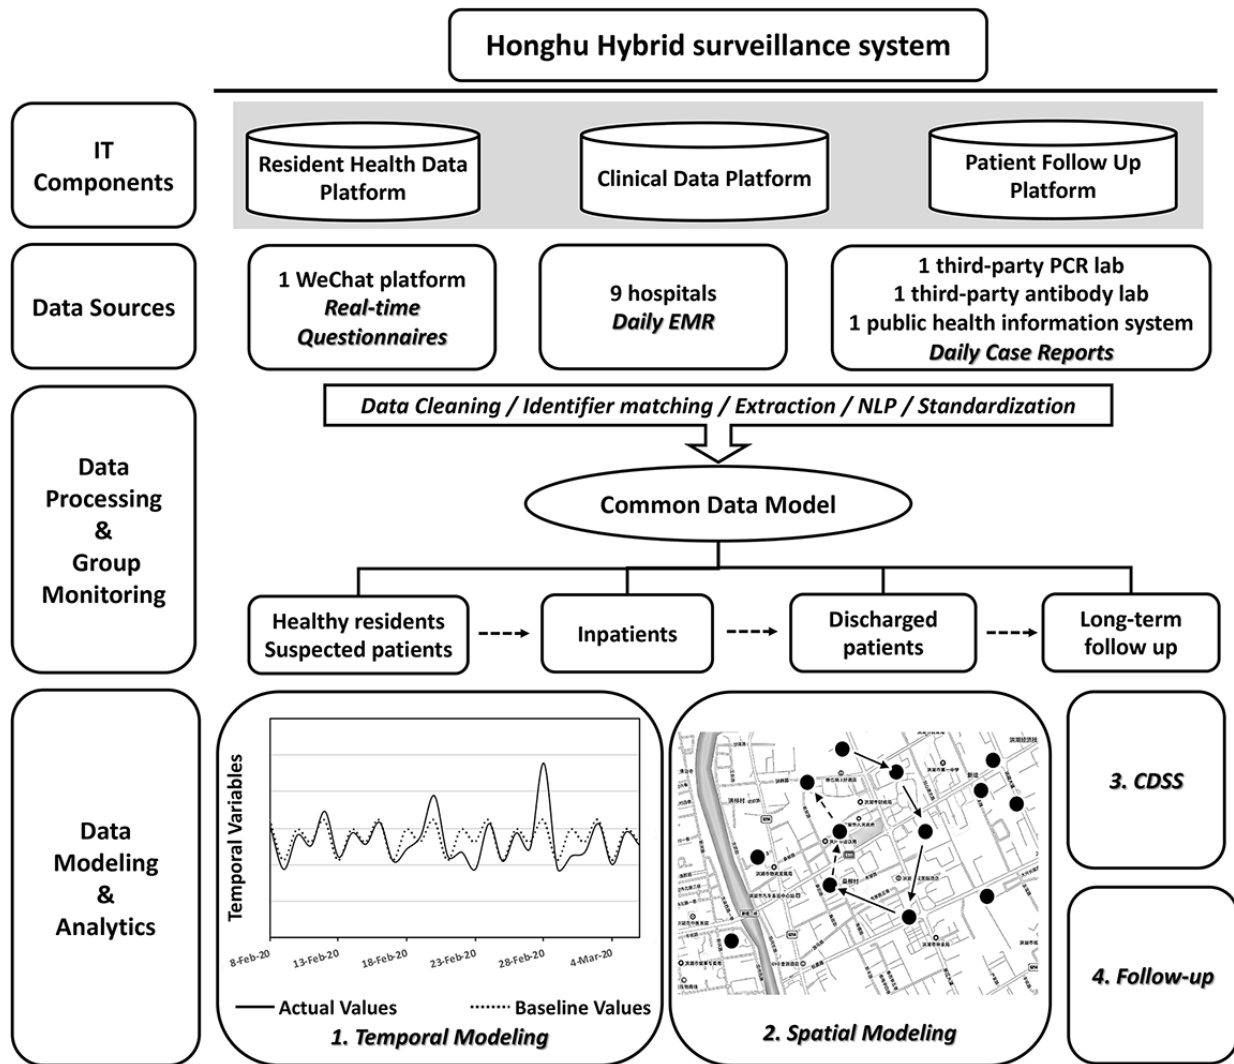 Honghu Hybrid surveillance system
IT
Components
Resident Health Data
Platform
Clinical Data Platform
Patient Follow Up
Platform
Data Sources
1 WeChat platform
Real-time
Questionnaires
9 hospitals
Daily EMR
1 third-party PCR lab
1 third-party antibody lab
1 public health information system
Daily Case Reports
Data
Processing
&
Group
Monitoring
Data Cleaning / Identifier matching / Extraction / NLP / Standardization
Common Data Model
Healthy residents
Suspected patients
Inpatients
Discharged
patients
Long-term
follow up
Data
Modeling
&
Analytics
Temporal Variables
8-Feb-20
13-Feb-20
18-Feb-20
23-Feb-20
28-Feb-20
4-Mar-20
Actual Values
Baseline Values
1. Temporal Modeling
2. Spatial Modeling
3. CDSS
4. Follow-up